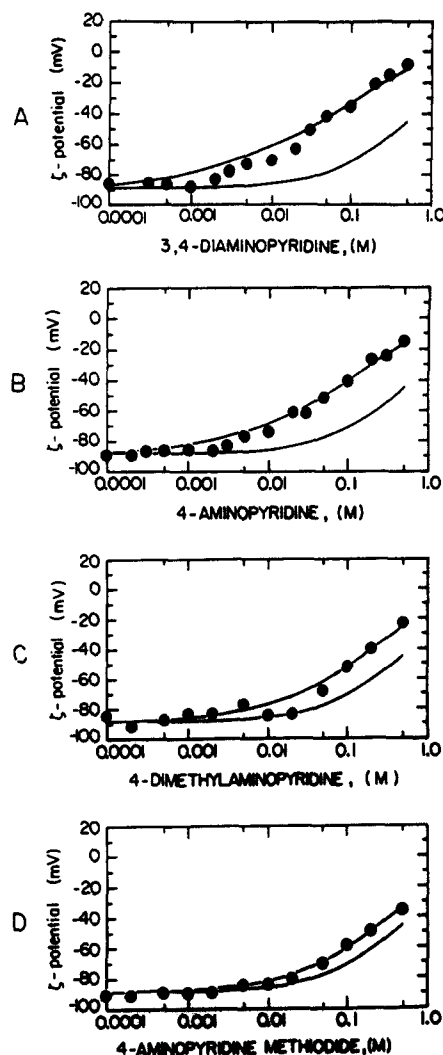 A
ζ-potential (mV)
20
0
-20
-40
-60
-80
-100
0.0001 0.001 0.01 0.1 1.0
3,4-DIAMINOPYRIDINE,(M)
B
ζ-potential (mV)
20
0
-20
-40
-60
-80
-100
0.0001 0.001 0.01 0.1 1.0
4-AMINOPYRIDINE, (M)
C
ζ-potential (mV)
20
0
-20
-40
-60
-80
-100
0.0001 0.001 0.01 0.1 1.0
4-DIMETHYLAMINOPYRIDINE, (M)
D
ζ-potential (mV)
20
0
-20
-40
-60
-80
-100
0.0001 0.001 0.01 0.1 1.0
4-AMINOPYRIDINE METHIODIDE,(M)